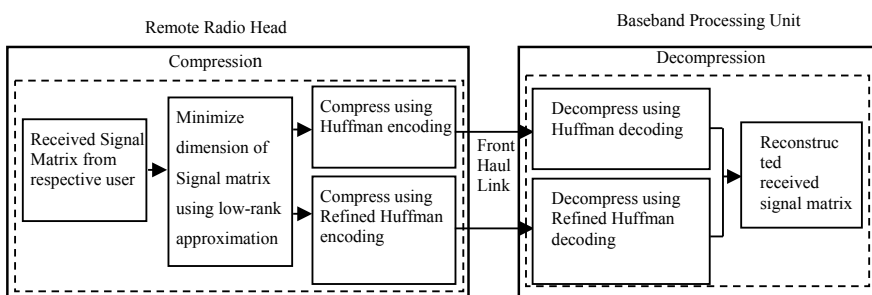 Remote Radio Head
Baseband Processing Unit
Compression
Received Signal
Matrix from
respective user
Minimize
dimension of
Signal matrix
using low-rank
approximation
Compress using
Huffman encoding
Compress using
Refined Huffman
encoding
Front
Haul
Link
Decompression
Decompress using
Huffman decoding
Decompress using
Refined Huffman
decoding
Reconstruc
ted
received
signal matrix